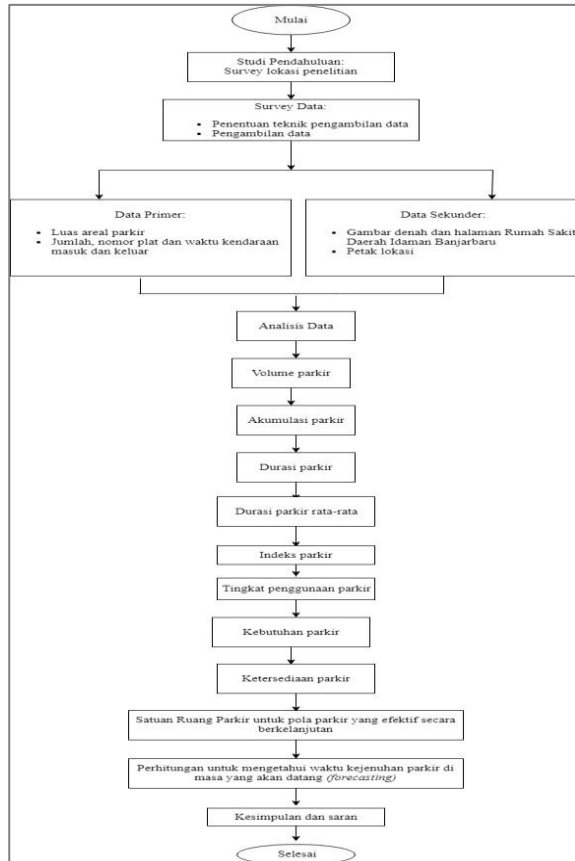 Mulai
Studi Pendahuluan:
Survey lokasi penelitian
Survey Data:
• Penentuan teknik pengambilan data
• Pengambilan data
Data Primer:
• Luas areal parkir
• Jumlah, nomor plat dan waktu kendaraan
masuk dan keluar
Data Sekunder:
• Gambar denah dan halaman Rumah Sakit
Daerah Idaman Banjarbaru
• Petak lokasi
Analisis Data
Volume parkir
Akumulasi parkir
Durasi parkir
Durasi parkir rata-rata
Indeks parkir
Tingkat penggunaan parkir
Kebutuhan parkir
Ketersediaan parkir
Satuan Ruang Parkir untuk pola parkir yang efektif secara
berkelanjutan
Perhitungan untuk mengetahui waktu kejenuhan parkir di
masa yang akan datang (forecasting)
Kesimpulan dan saran
Selesai